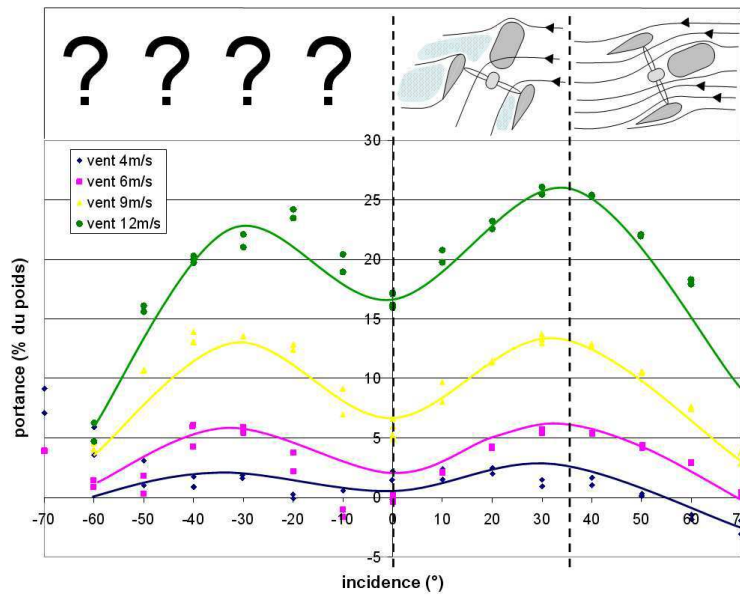 ? ? ? ?
30
vent 4m/s
vent 6m/s
vent 9m/s
vent 12m/s
25
20
15
10
5
-70 -60 -50 -40 -30 -20 -10 0 10 20 30 40 50 60 70
-5
portance (% du poids)
incidence (°)